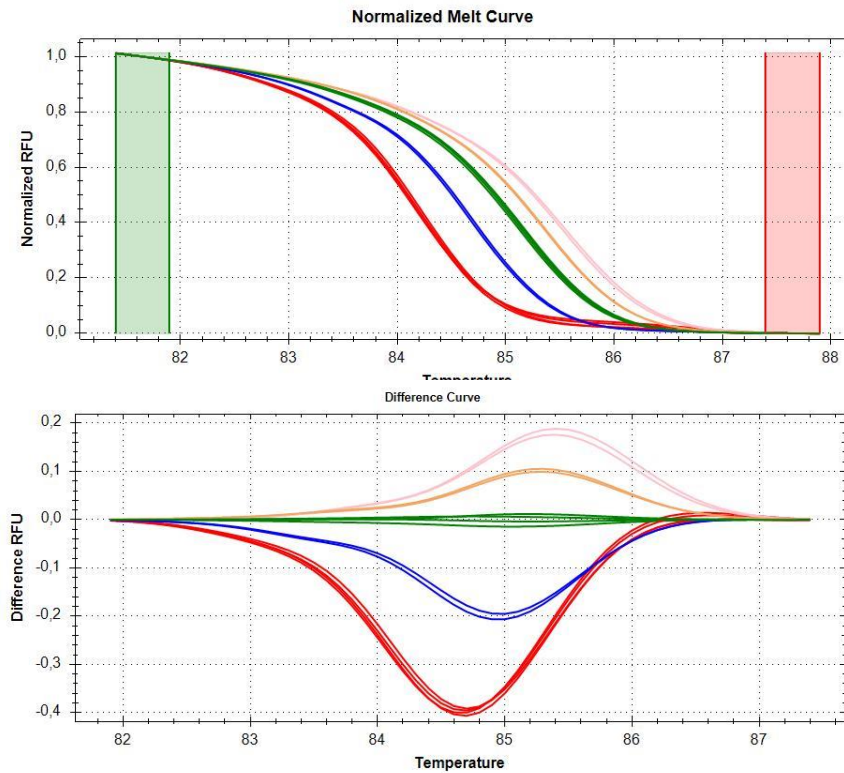 Normalized Melt Curve
1,0
0,8
0,6
0,4
0,2
0,0
Normalized RFU
82 83 84 85 86 87 88
Temperature
Difference Curve
0,2
0,1
0,0
-0,1
-0,2
-0,3
-0,4
Difference RFU
82 83 84 85 86 87
Temperature